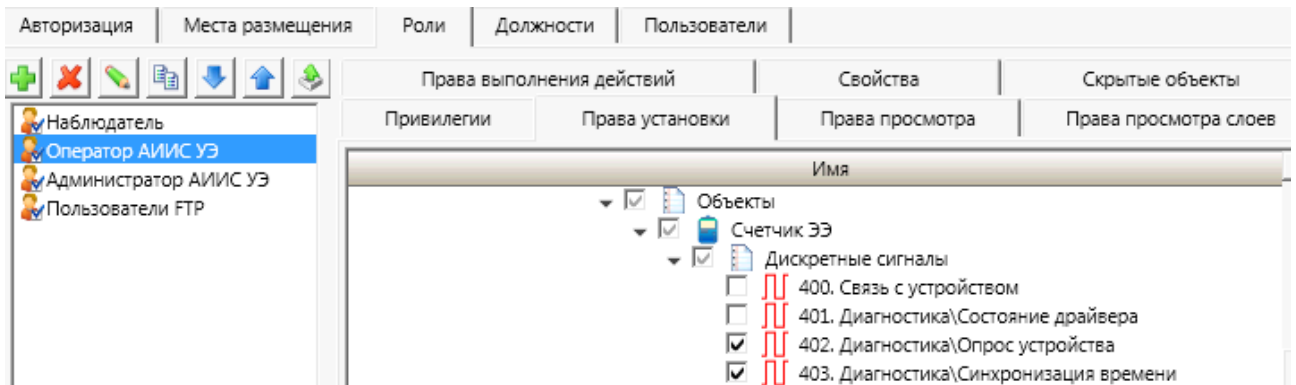 Авторизация Места размещения Роли Должности Пользователи
Права выполнения действий Свойства Скрытые объекты
Привилегии Права установки Права просмотра Права просмотра слоев
Наблюдатель
Оператор АИИС УЭ
Администратор АИИС УЭ
Пользователи FTP
Имя
Объекты
Счетчик ЭЭ
Дискретные сигналы
400. Связь с устройством
401. Диагностика\Состояние драйвера
402. Диагностика\Опрос устройства
403. Диагностика\Синхронизация времени